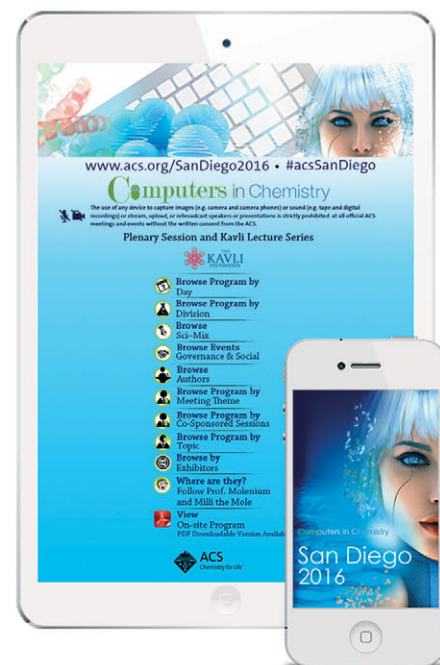 www.acs.org/SanDiego2016 • #acsSanDiego
Computers in Chemistry
The use of any device to capture images (e.g. camera and camera phones) or sound (e.g. tape and digital
recordings) or stream, upload, or rebroadcast speakers or presentations is strictly prohibited at all official ACS
meetings and events without the written consent from the ACS.
Plenary Session and Kavli Lecture Series
THE
KAVLI
FOUNDATION
Browse Program by
Day
Browse Program by
Division
Browse
Sci-Mix
Browse Events
Governance & Social
Browse
Authors
Browse Program by
Meeting Theme
Browse Program by
Co-Sponsored Sessions
Browse Program by
Topic
Browse by
Exhibitors
Where are they?
Follow Prof. Molenium
and Milli the Mole
View
On-site Program
PDF Downloadable Version Availab
ACS
Chemistry for Life®
Computers in Chemistry
San Diego
2016